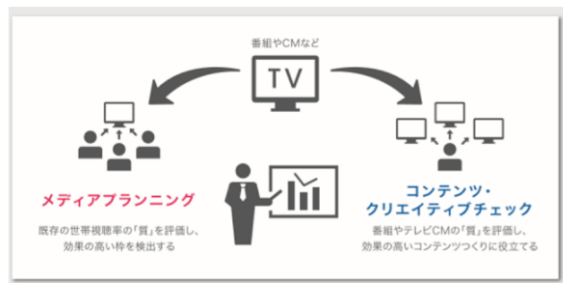 番組やCMなど
TV
メディアプランニング
既存の世帯視聴率の「質」を評価し、
効果の高い枠を検出する
コンテンツ・
クリエイティブチェック
番組やテレビCMの「質」を評価し、
効果の高いコンテンツつくりに役立てる